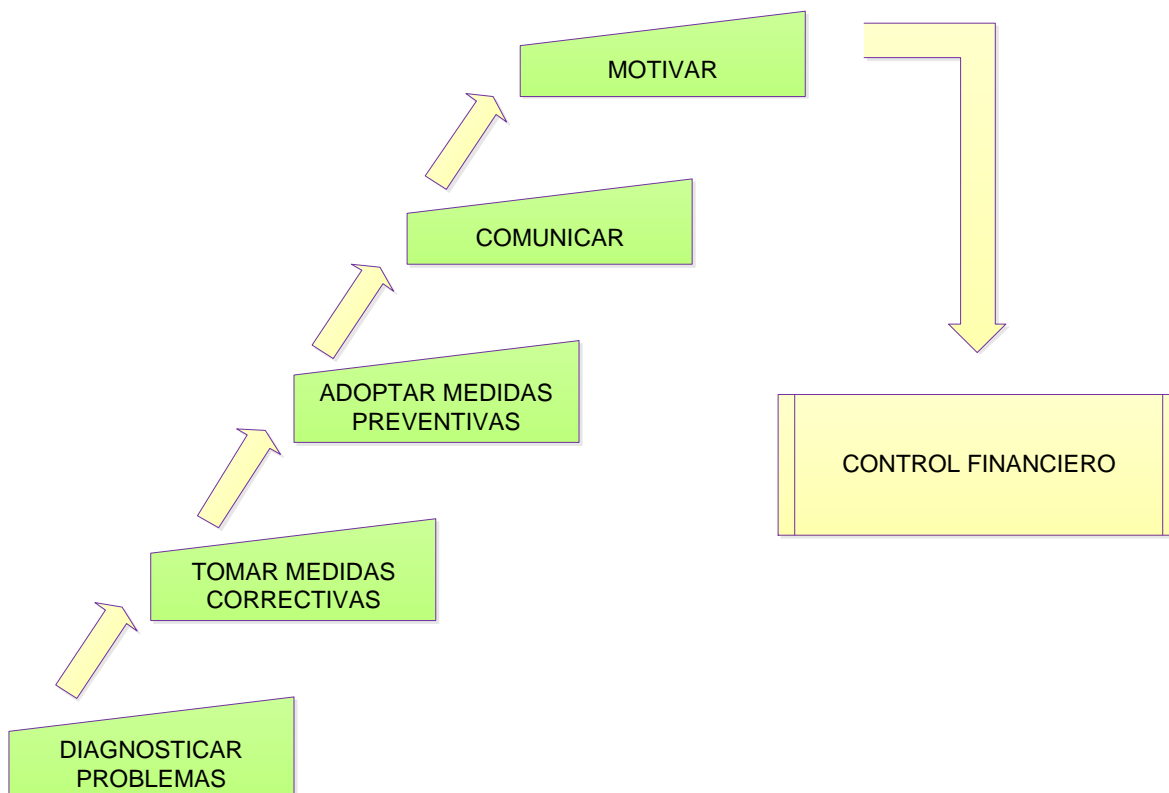 MOTIVAR
COMUNICAR
ADOPTAR MEDIDAS
PREVENTIVAS
CONTROL FINANCIERO
TOMAR MEDIDAS
CORRECTIVAS
DIAGNOSTICAR
PROBLEMAS